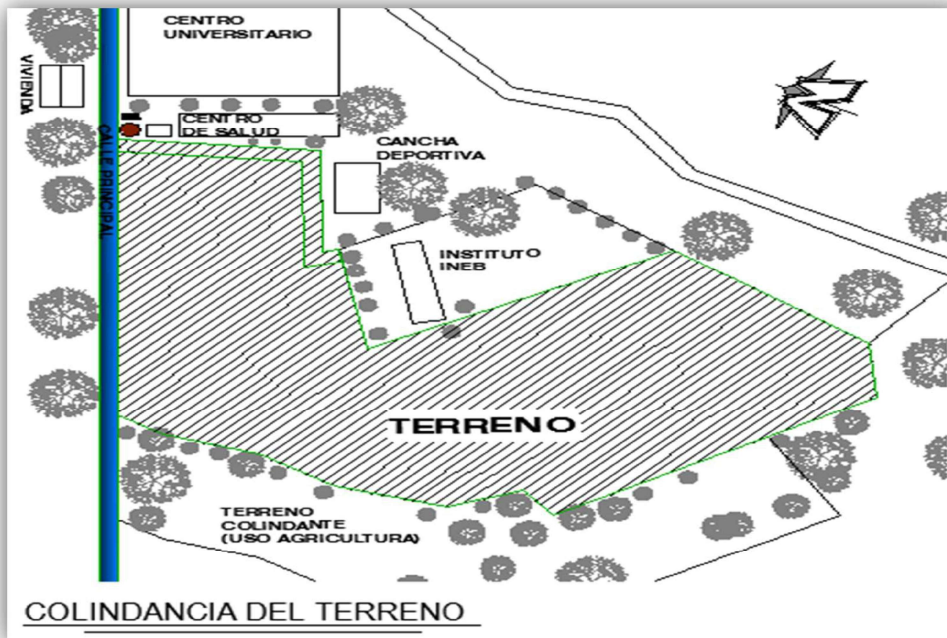 CENTRO
UNIVERSITARIO
VIVIENDA
CENTRO
DE SALUD
CALLE PRINCIPAL
CANCHA
DEPORTIVA
INSTITUTO
INEB
TERRENO
TERRENO
COLINDANTE
(USO AGRICULTURA)
COLINDANCIA DEL TERRENO